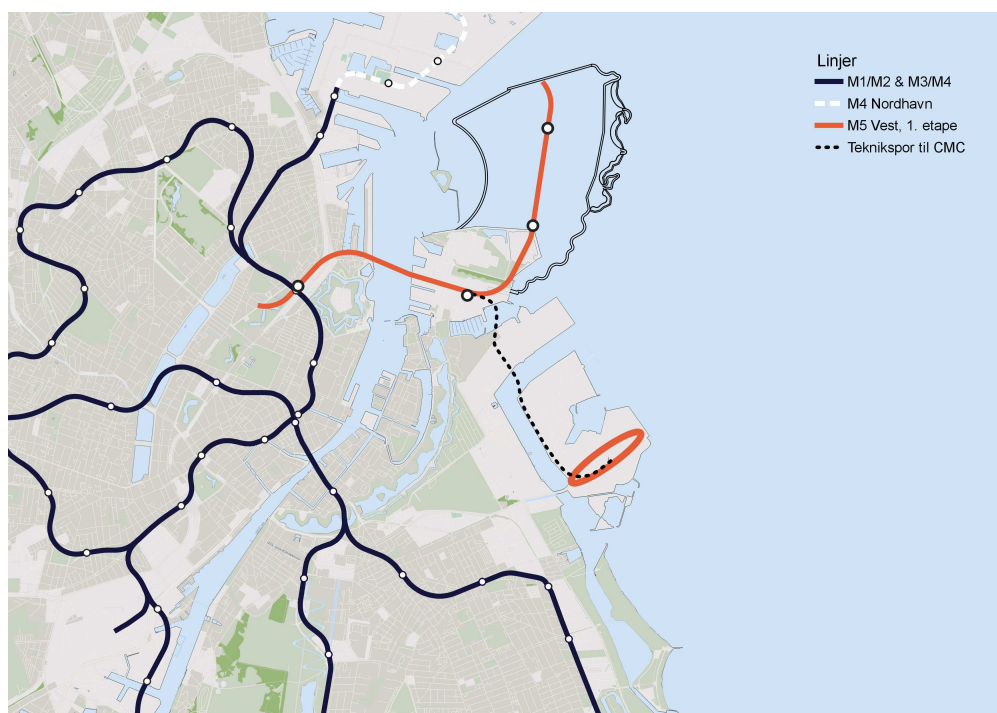 Linjer
M1/M2 & M3/M4
M4 Nordhavn
M5 Vest, 1. etape
Teknikspor til CMC